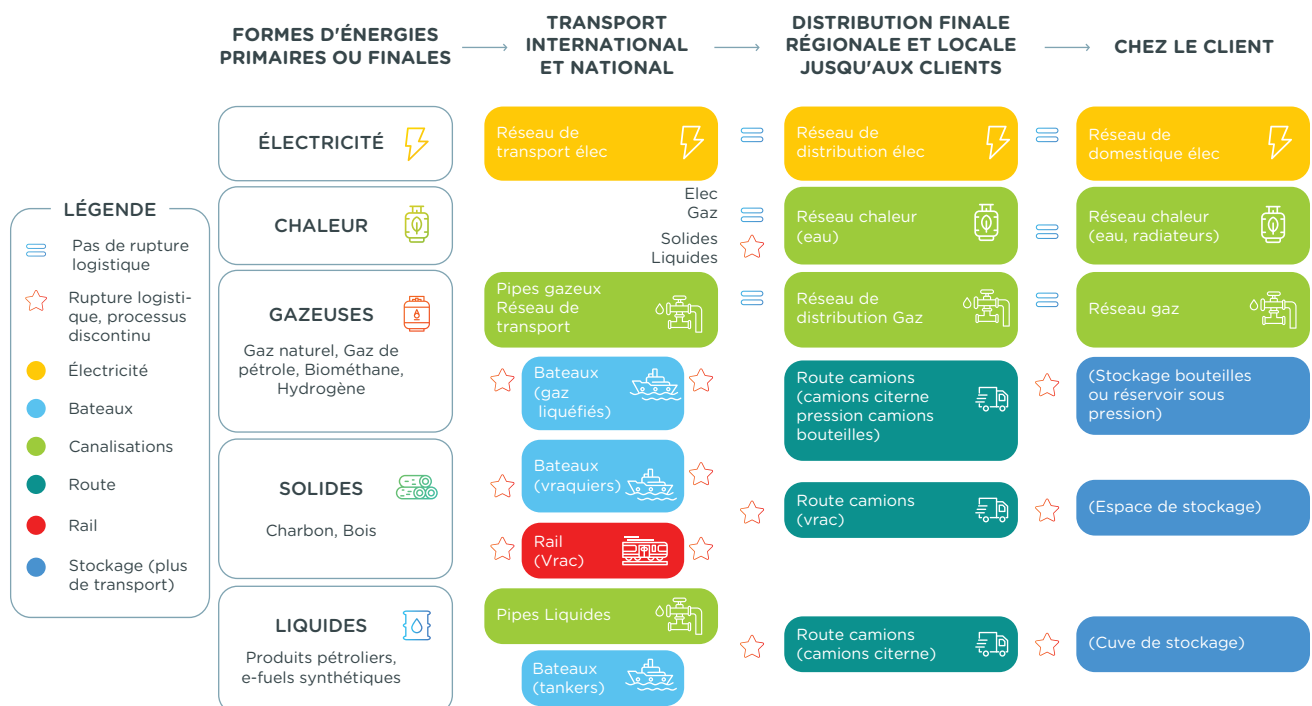 FORMES D'ÉNERGIES
PRIMAIRES OU FINALES
TRANSPORT
INTERNATIONAL
ET NATIONAL
DISTRIBUTION FINALE
RÉGIONALE ET LOCALE
JUSQU'AUX CLIENTS
CHEZ LE CLIENT
LÉGENDE
Pas de rupture
logistique
Rupture logisti-
que, processus
discontinu
Électricité
Bateaux
Canalisations
Route
Rail
Stockage (plus
de transport)
ÉLECTRICITÉ
Réseau de
transport élec
Réseau de
distribution élec
Réseau de
domestique élec
CHALEUR
Elec
Gaz
Solides
Liquides
Réseau chaleur
(eau)
Réseau chaleur
(eau, radiateurs)
GAZEUSES
Gaz naturel, Gaz de
pétrole, Biométhane,
Hydrogène
Pipes gazeux
Réseau de
transport
Réseau de
distribution Gaz
Réseau gaz
Bateaux
(gaz
liquéfiés)
Route camions
(camions citerne
pression camions
bouteilles)
(Stockage bouteilles
ou réservoir sous
pression)
SOLIDES
Charbon, Bois
Bateaux
(vraquiers)
Rail
(Vrac)
Route camions
(vrac)
(Espace de stockage)
LIQUIDES
Produits pétroliers,
e-fuels synthétiques
Pipes Liquides
Bateaux
(tankers)
Route camions
(camions citerne)
(Cuve de stockage)